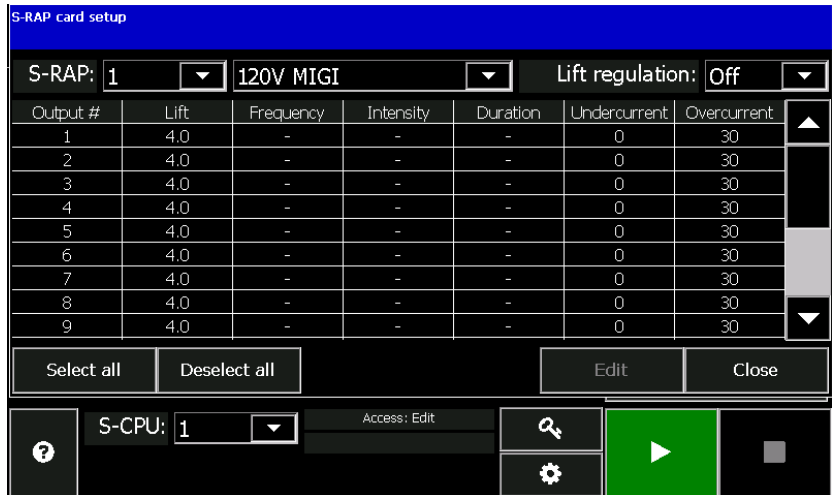 S-RAP card setup
S-RAP: 1 120V MIGI Lift regulation: Off
Output # Lift Frequency Intensity Duration Undercurrent Overcurrent
1 4.0 - - - 0 30
2 4.0 - - - 0 30
3 4.0 - - - 0 30
4 4.0 - - - 0 30
5 4.0 - - - 0 30
6 4.0 - - - 0 30
7 4.0 - - - 0 30
8 4.0 - - - 0 30
9 4.0 - - - 0 30
Select all Deselect all Edit Close
S-CPU: 1 Access: Edit
?